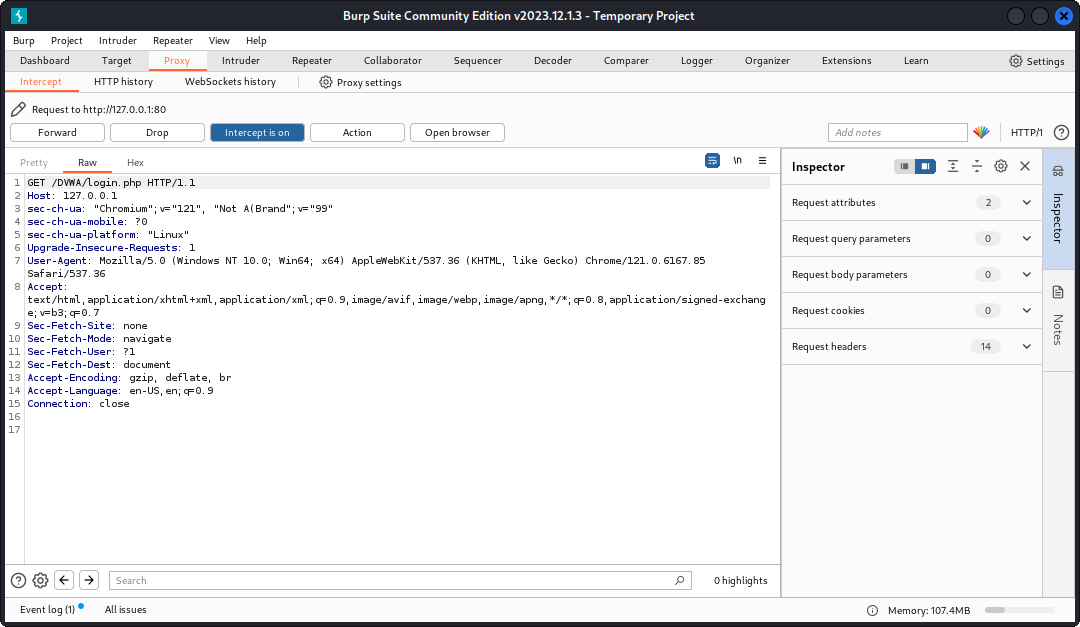 Burp Suite Community Edition v2023.12.1.3 - Temporary Project
Burp Project Intruder Repeater View Help
Dashboard Target Proxy Intruder Repeater Collaborator Sequencer Decoder Comparer Logger Organizer Extensions Learn Settings
Intercept HTTP history WebSockets history Proxy settings
Request to http://127.0.0.1:80
Forward Drop Intercept is on Action Open browser Add notes HTTP/1 ?
Pretty Raw Hex \n
Inspector
1 GET /DVWA/login.php HTTP/1.1
2 Host: 127.0.0.1
3 sec-ch-ua: "Chromium";v="121", "Not A(Brand";v="99"
4 sec-ch-ua-mobile: ?0
5 sec-ch-ua-platform: "Linux"
6 Upgrade-Insecure-Requests: 1
7 User-Agent: Mozilla/5.0 (Windows NT 10.0; Win64; x64) AppleWebKit/537.36 (KHTML, like Gecko) Chrome/121.0.6167.85
Safari/537.36
8 Accept:
text/html,application/xhtml+xml,application/xml;q=0.9,image/avif,image/webp,image/apng,*/*;q=0.8,application/signed-exchang
e;v=b3;q=0.7
9 Sec-Fetch-Site: none
10 Sec-Fetch-Mode: navigate
11 Sec-Fetch-User: ?1
12 Sec-Fetch-Dest: document
13 Accept-Encoding: gzip, deflate, br
14 Accept-Language: en-US,en;q=0.9
15 Connection: close
16
17
Request attributes 2
Request query parameters 0
Request body parameters 0
Request cookies 0
Request headers 14
Inspector
Notes
? Search 0 highlights
Event log (1) All issues Memory: 107.4MB